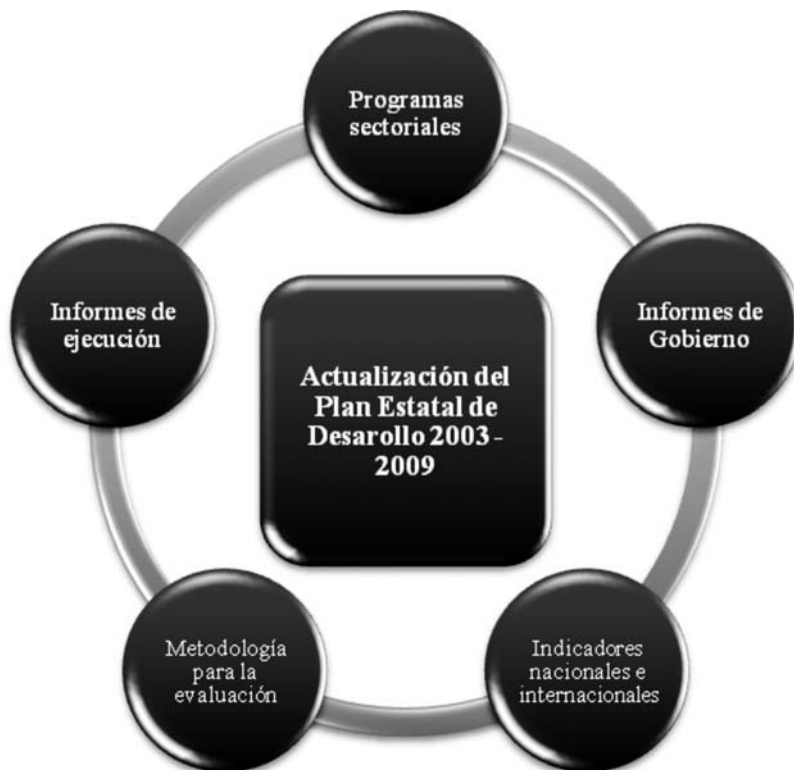 Programas
sectoriales
Informes de
ejecución
Informes de
Gobierno
Actualización del
Plan Estatal de
Desarollo 2003 -
2009
Metodología
para la
evaluación
Indicadores
nacionales e
internacionales